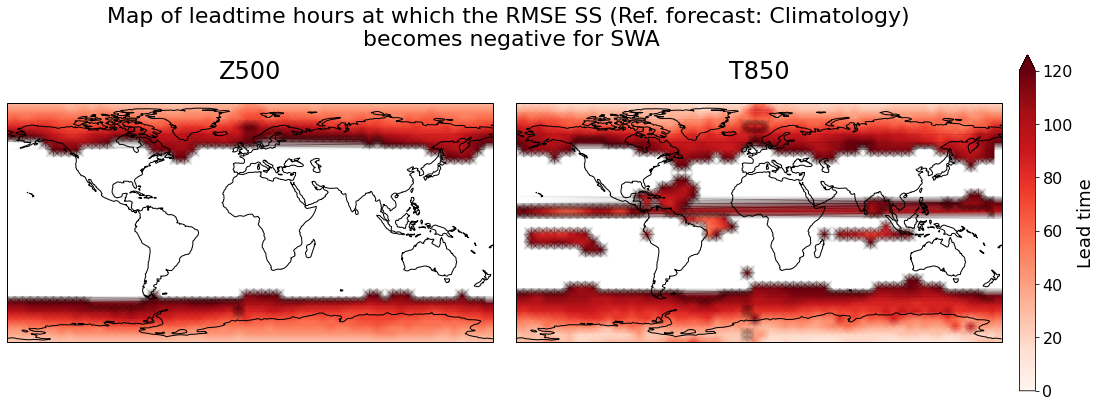 Map of leadtime hours at which the RMSE SS (Ref. forecast: Climatology)
becomes negative for SWA
Z500
T850
120
100
80
60
40
20
0
Lead time